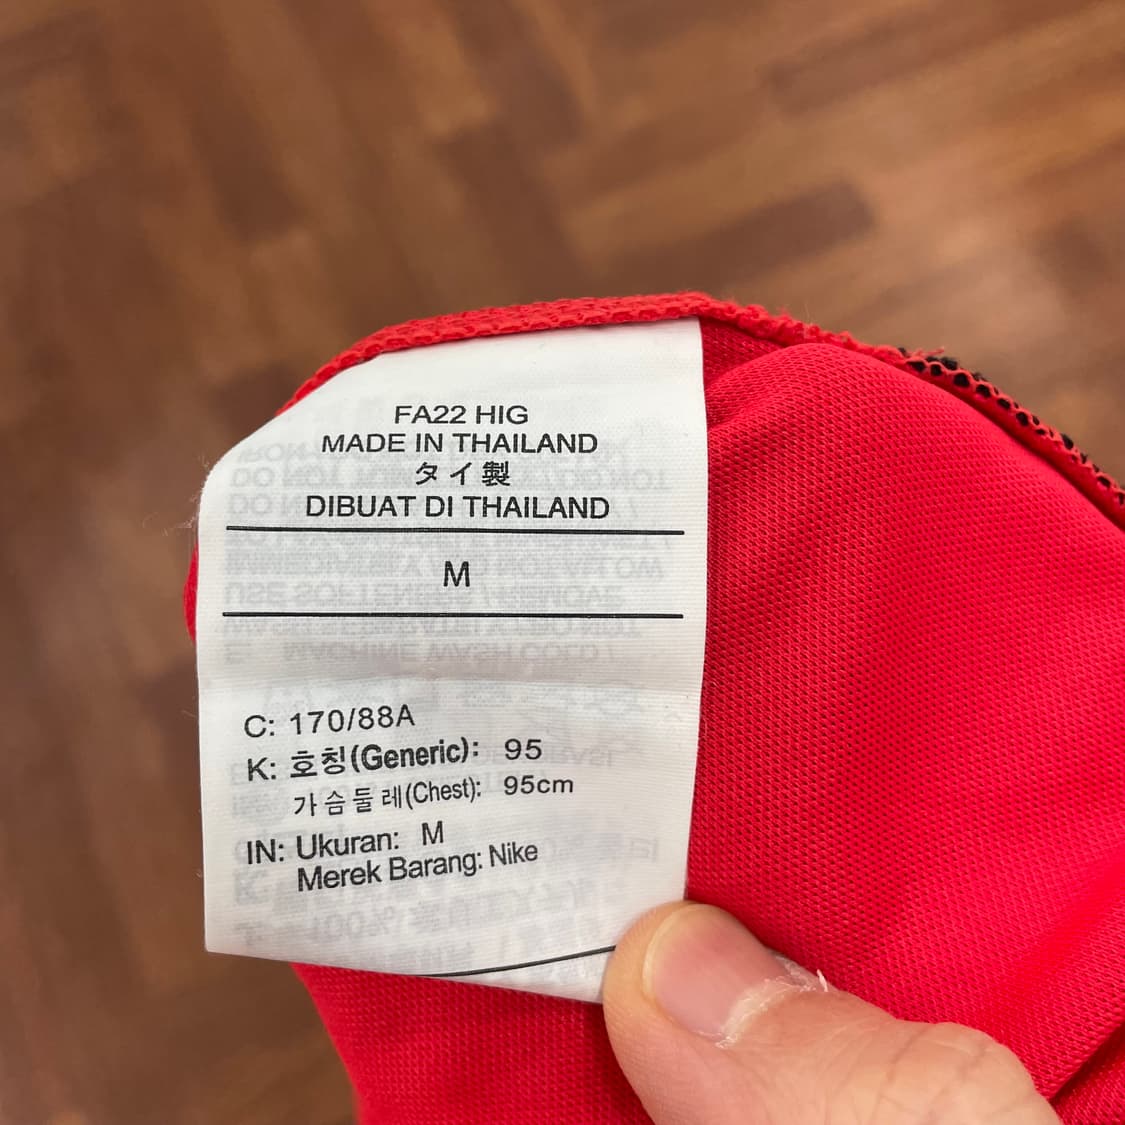 FA22 HIG
MADE IN THAILAND
タイ製
DIBUAT DI THAILAND
M
C: 170/88A
K: 호칭(Generic): 95
가슴둘레(Chest): 95cm
IN: Ukuran: M
Merek Barang: Nike